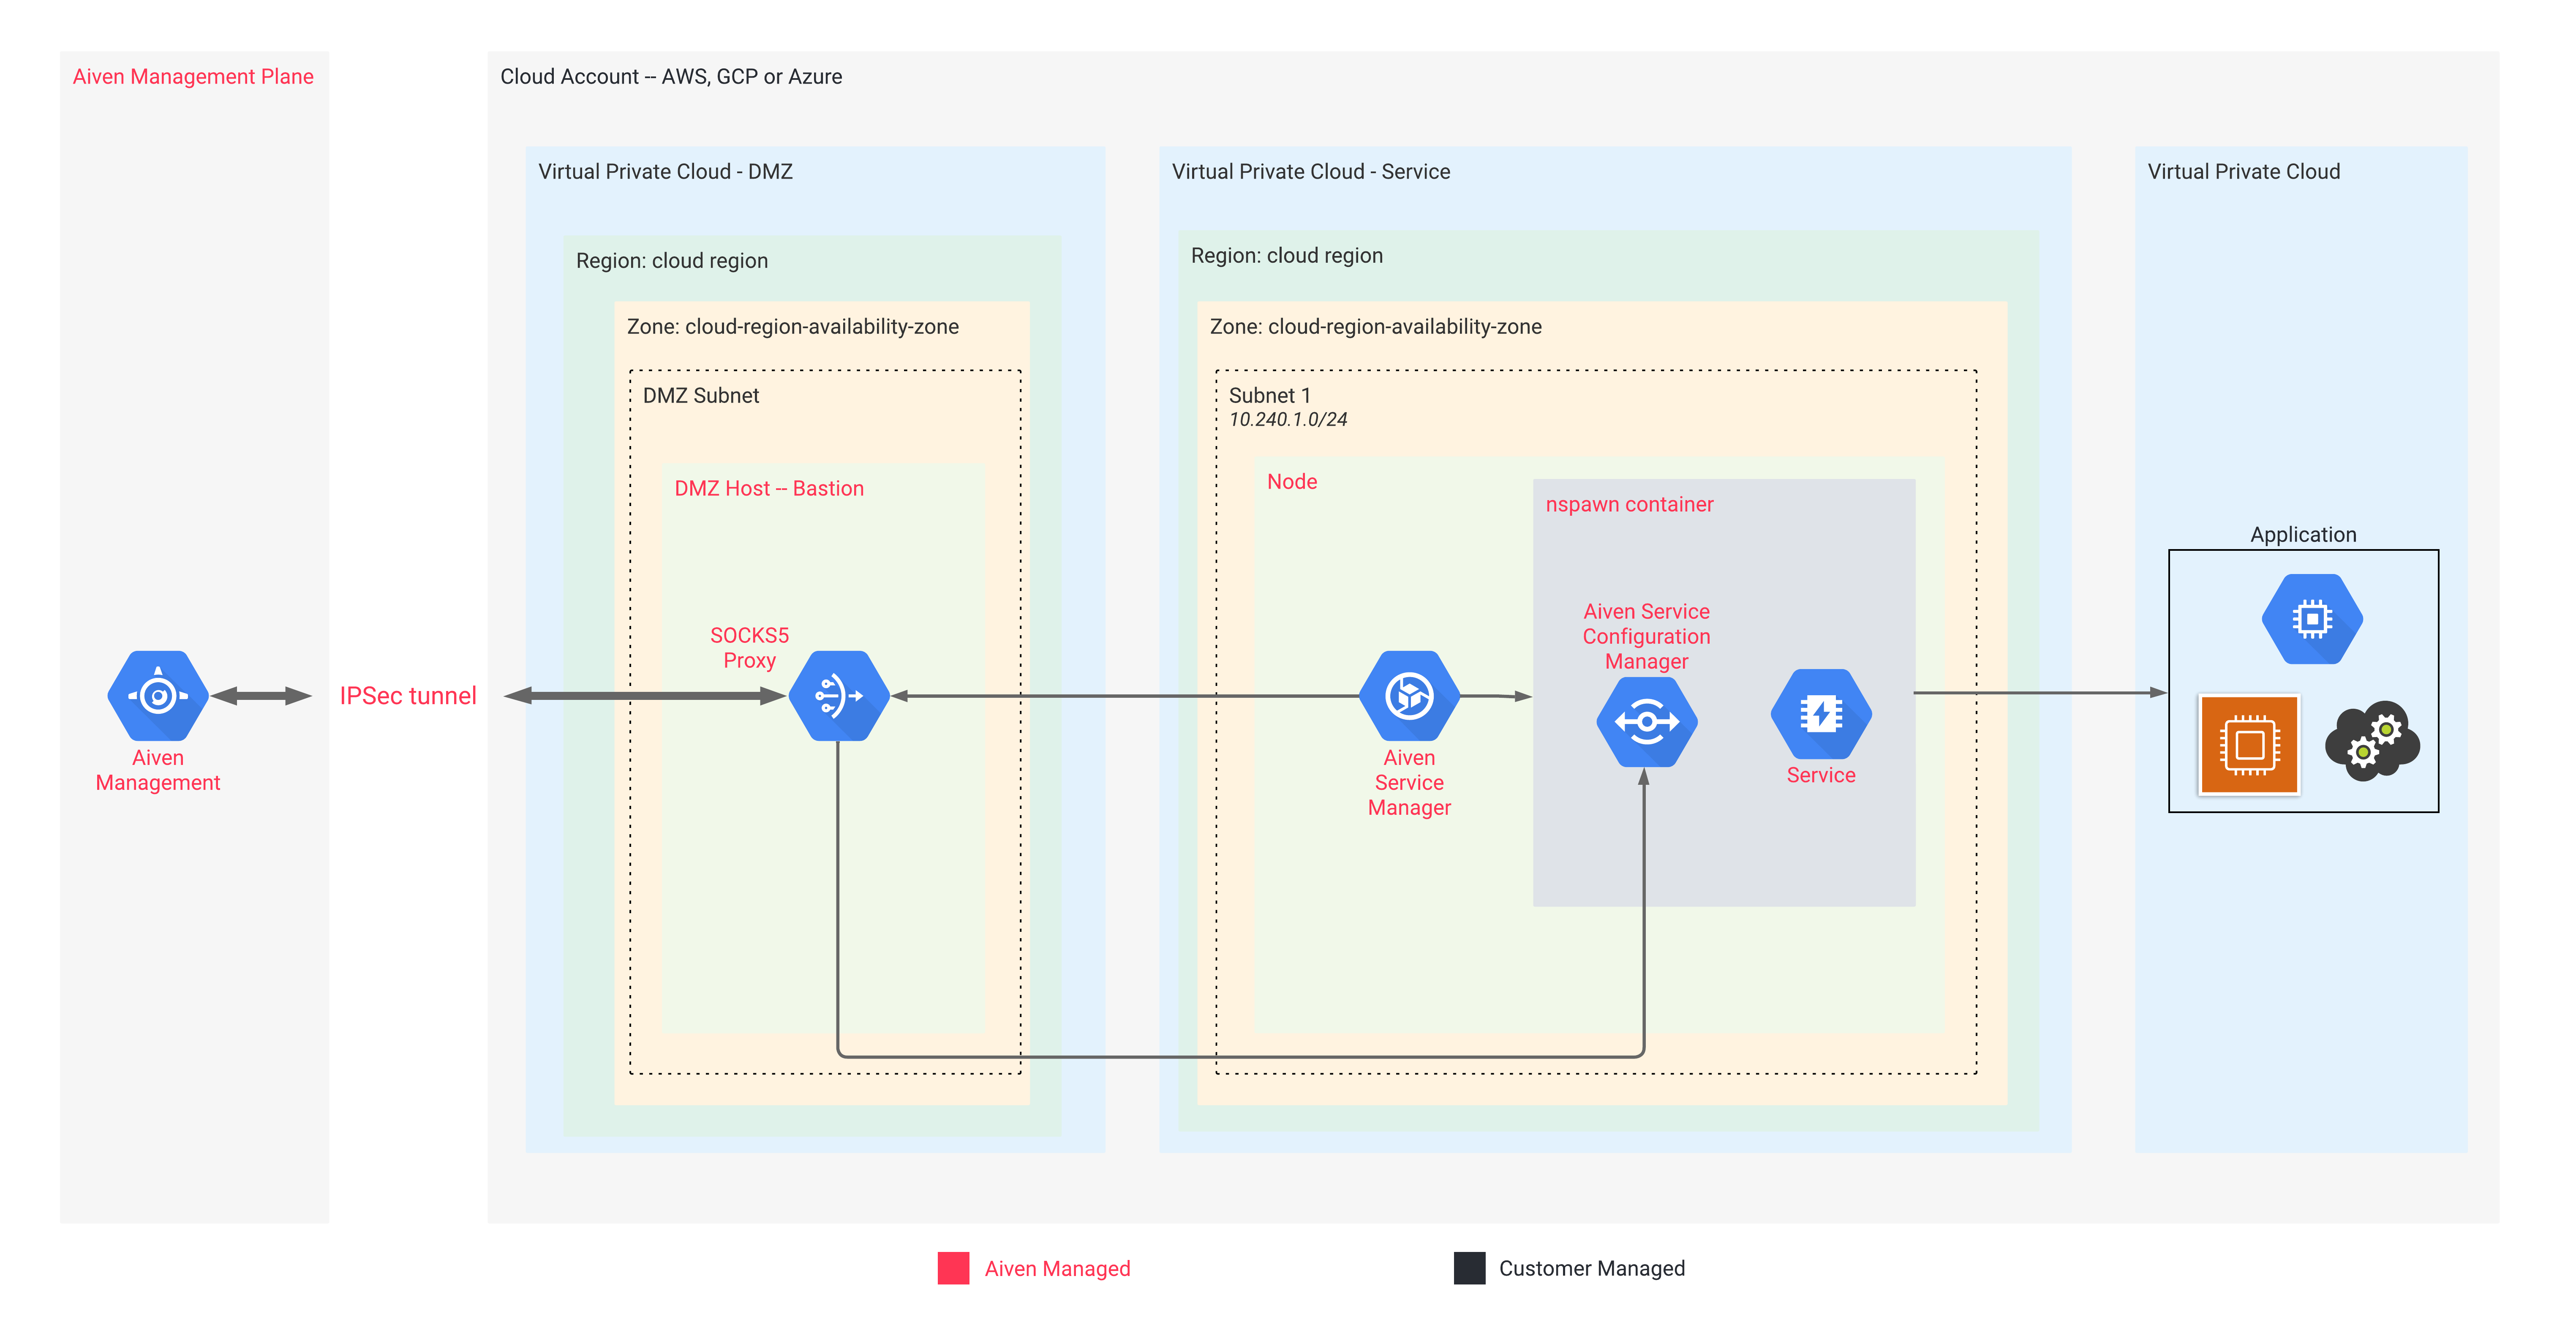 Aiven Management Plane
Cloud Account -- AWS, GCP or Azure
Virtual Private Cloud - DMZ
Virtual Private Cloud - Service
Virtual Private Cloud
Region: cloud region
Region: cloud region
Zone: cloud-region-availability-zone
Zone: cloud-region-availability-zone
DMZ Subnet
Subnet 1
10.240.1.0/24
DMZ Host -- Bastion
Node
nspawn container
Application
SOCKS5
Proxy
Aiven Service
Configuration
Manager
IPSec tunnel
Aiven
Management
Aiven
Service
Manager
Service
Aiven Managed
Customer Managed